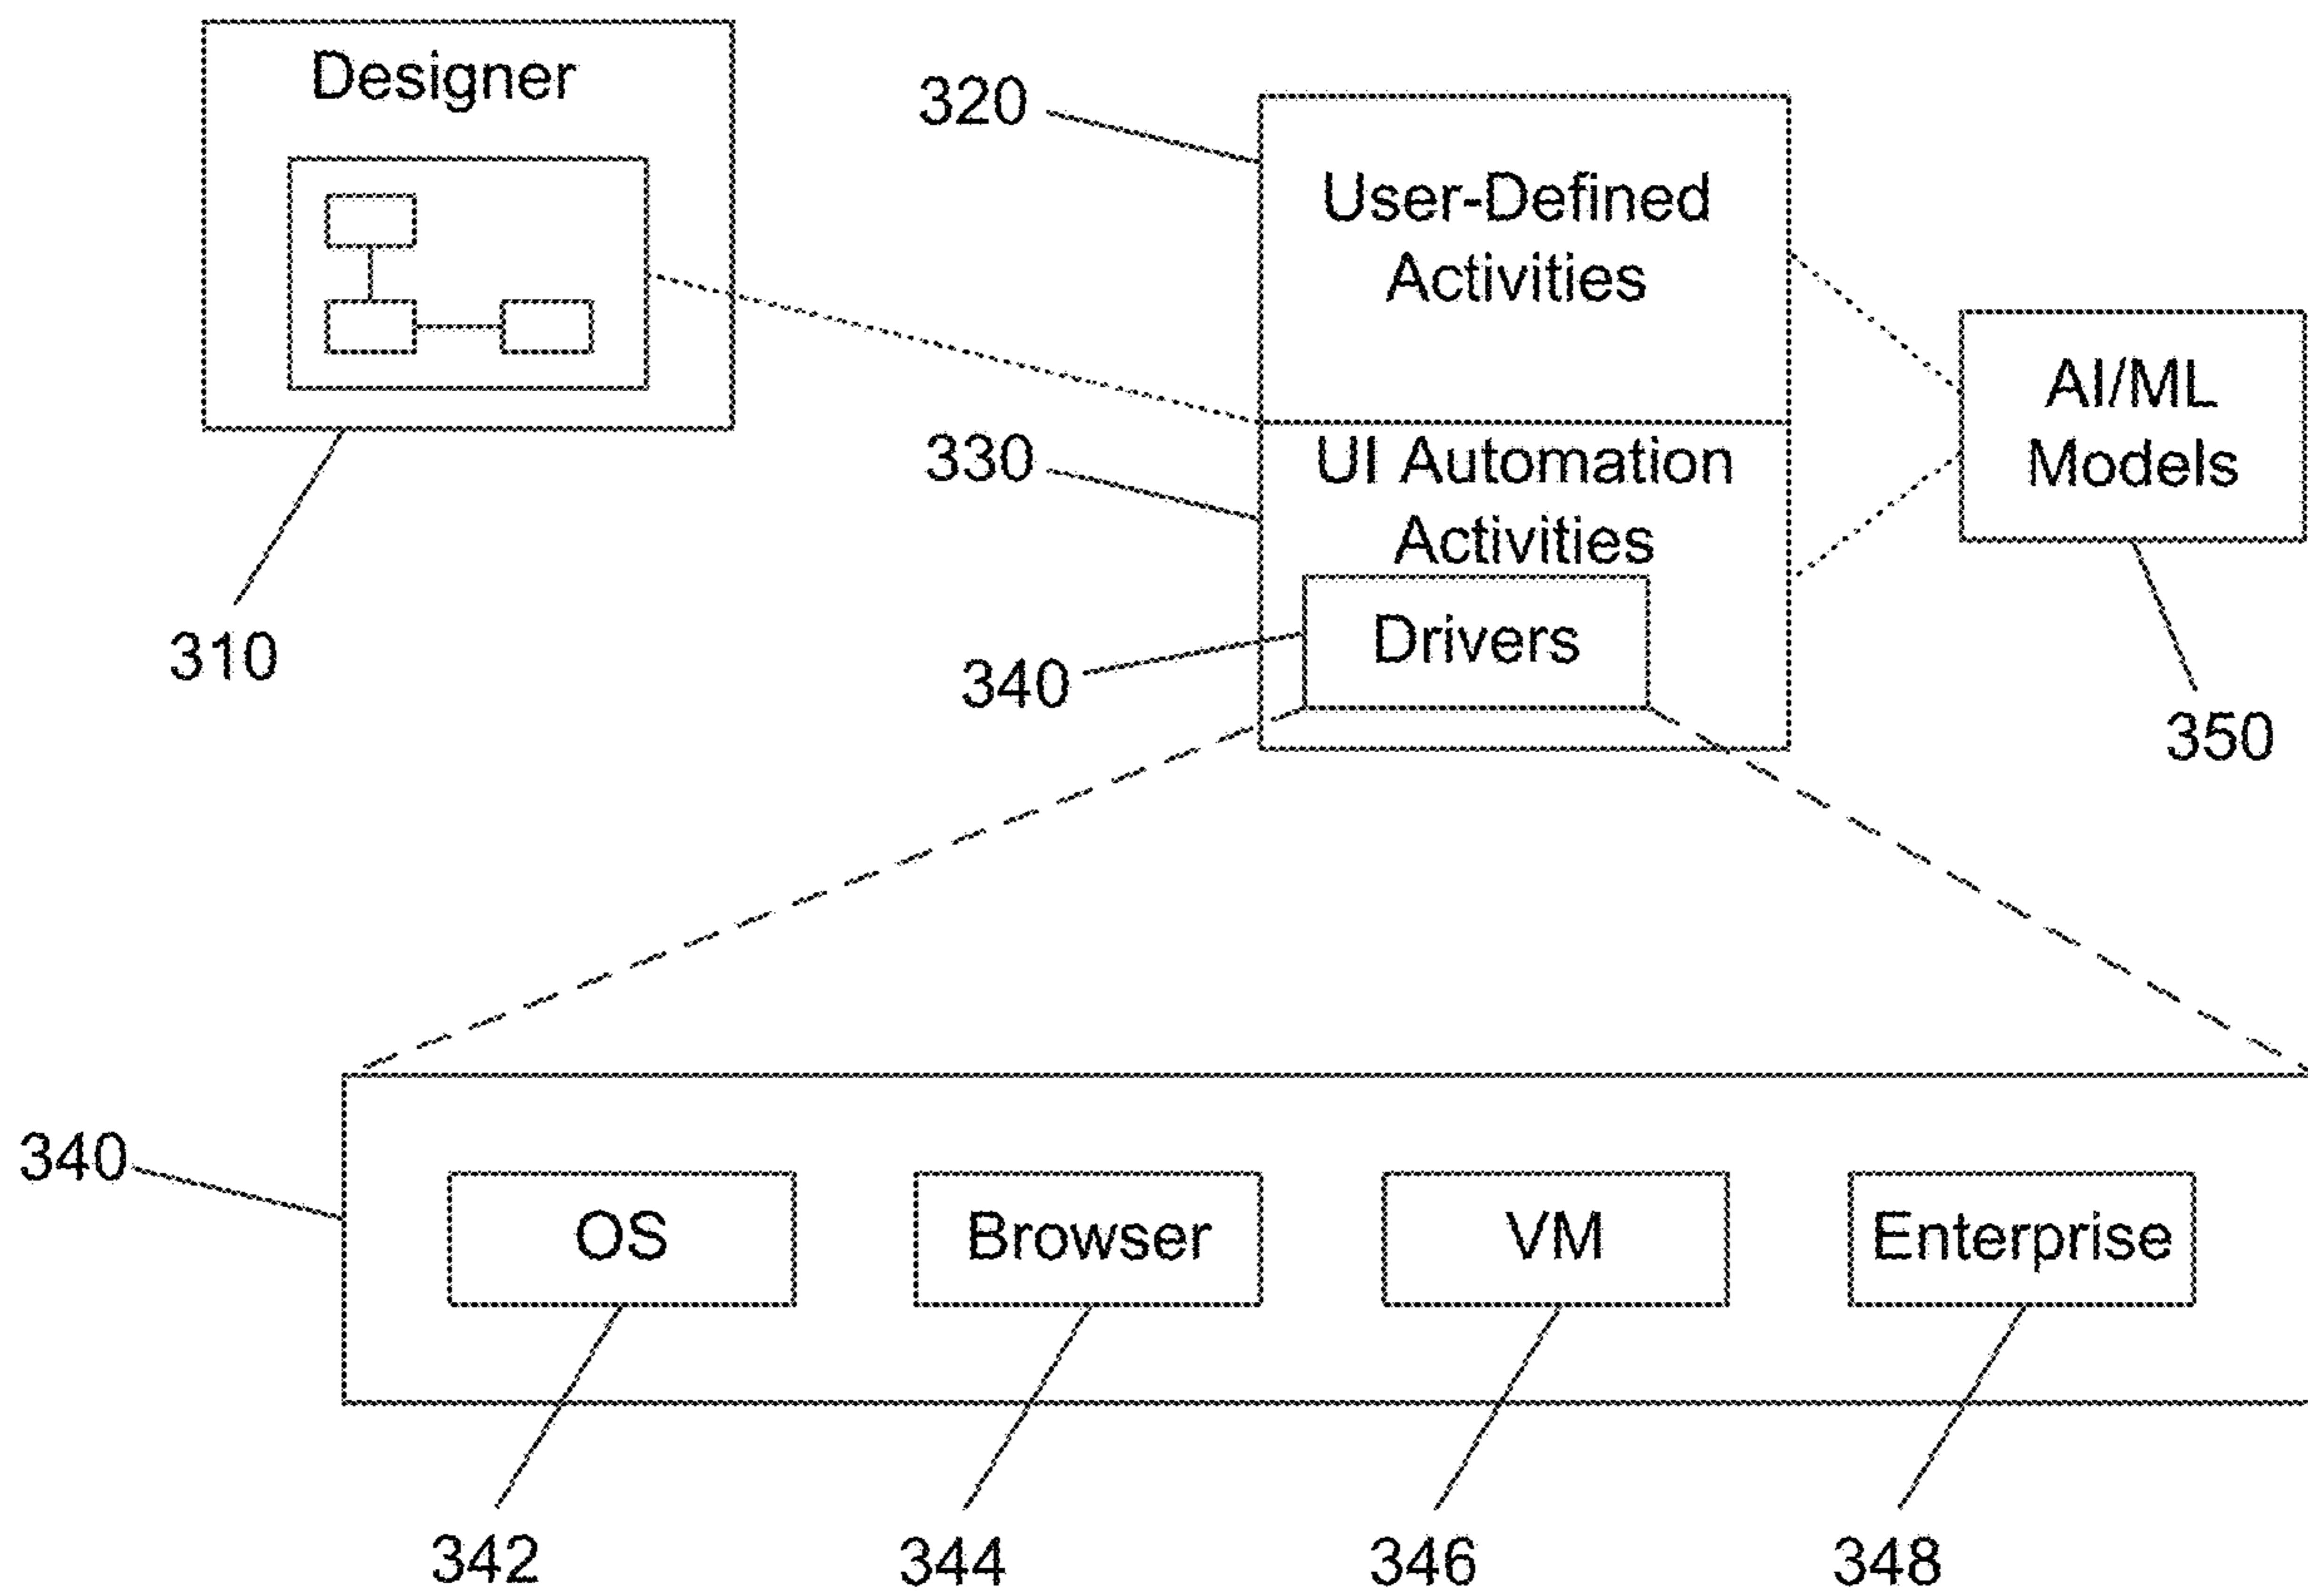 Designer
320
User-Defined
Activities
AI/ML
Models
330
UI Automation
Activities
310
340
Drivers
350
340
OS
Browser
VM
Enterprise
342
344
346
348